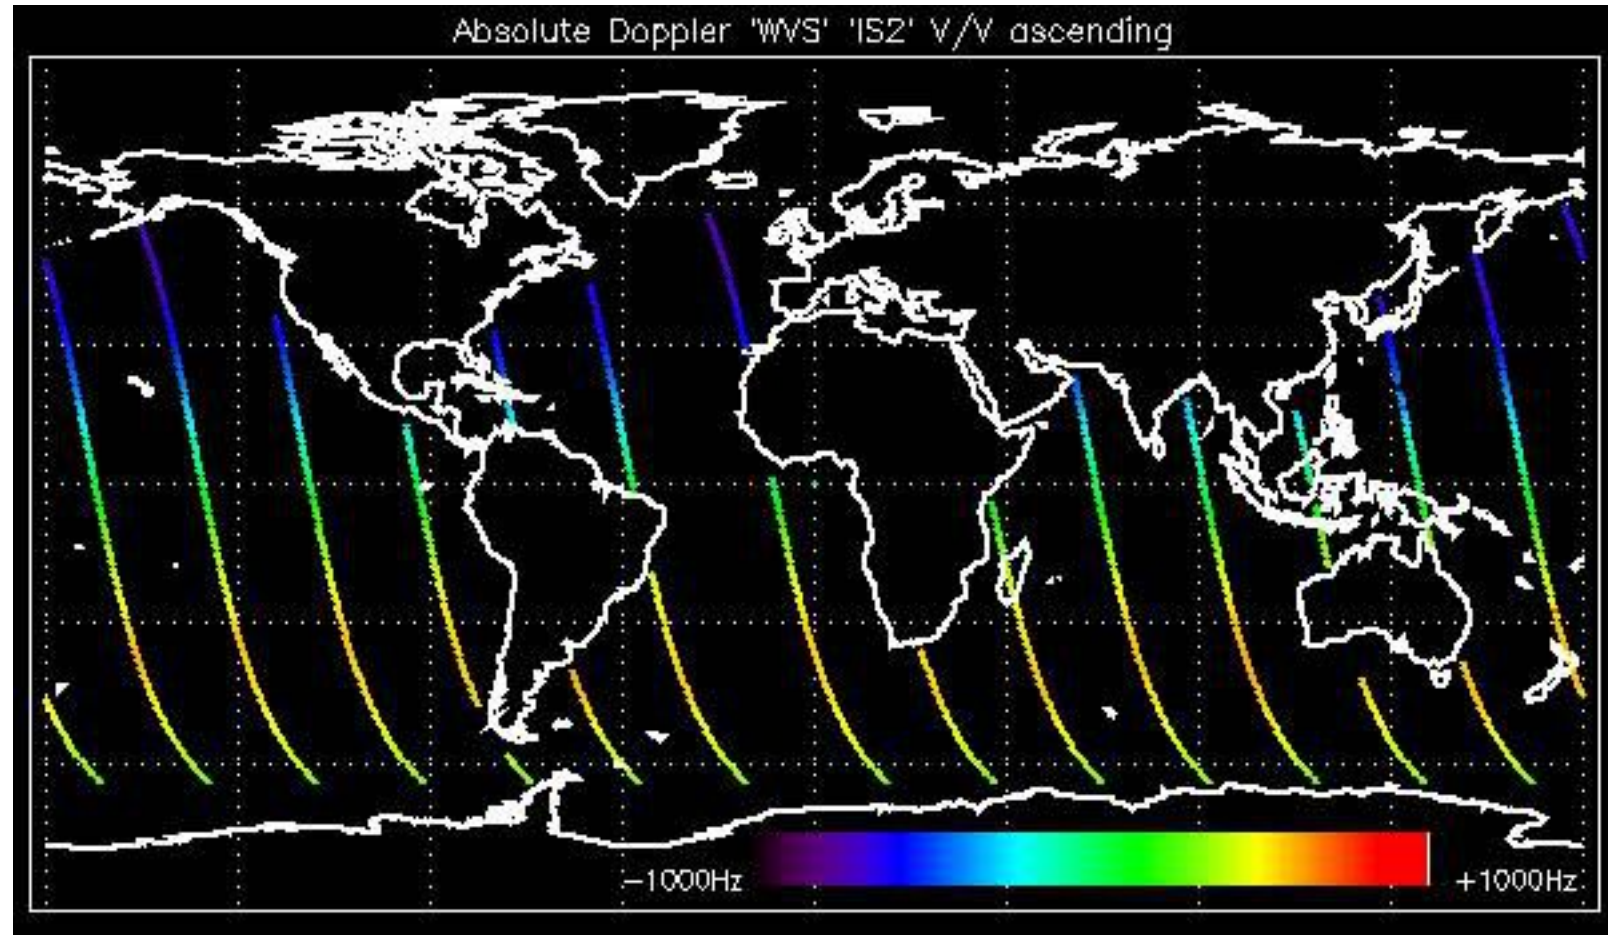 Absolute Doppler 'WVS' 'IS2' V/V ascending
−1000Hz
+1000Hz